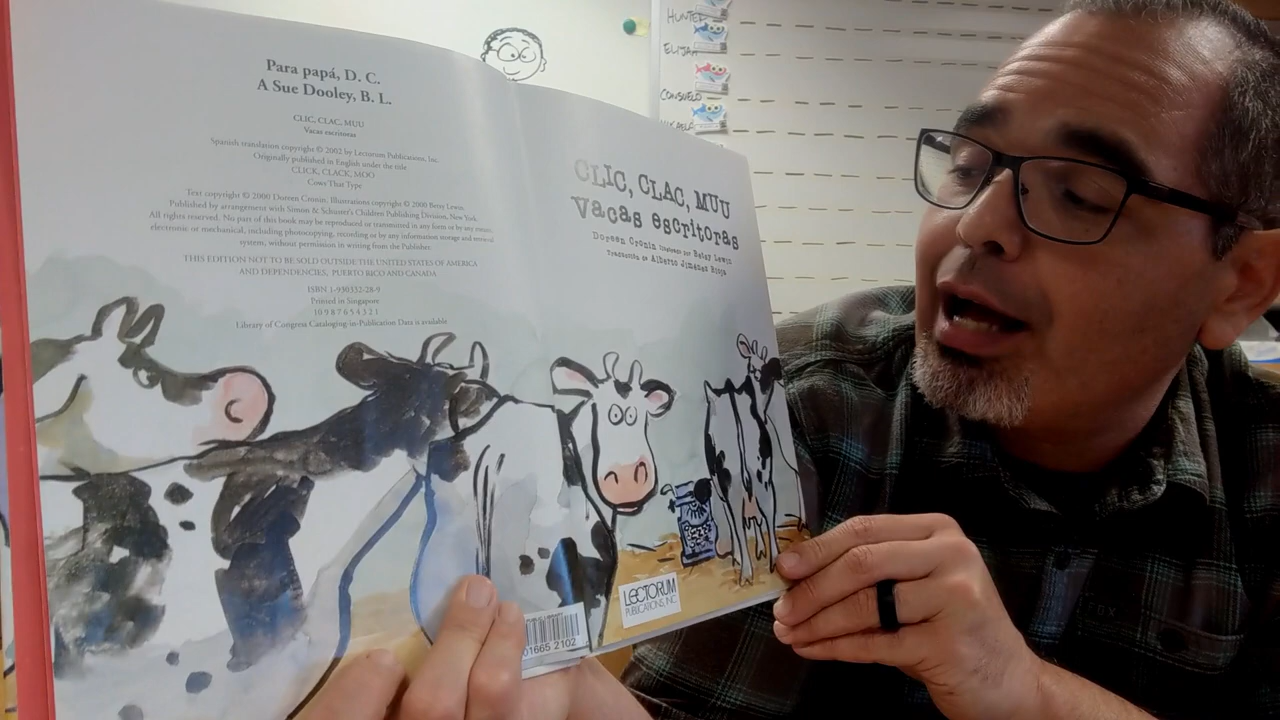 Para papá, D. C.
A Sue Dooley, B. L.
CLIC, CLAC, MUU
Vacas escritoras
Spanish translation copyright © 2002 by Lectorum Publications, Inc.
Originally published in English under the title
CLICK, CLACK, MOO
Cows That Type
Text copyright © 2000 Doreen Cronin. Illustrations copyright © 2000 Betsy Lewin.
Published by arrangement with Simon & Schuster's Children Publishing Division, New York.
All rights reserved. No part of this book may be reproduced or transmitted in any form or by any means,
electronic or mechanical, including photocopying, recording or by any information storage and retrieval
system, without permission in writing from the Publisher.
THIS EDITION NOT TO BE SOLD OUTSIDE THE UNITED STATES OF AMERICA
AND DEPENDENCIES, PUERTO RICO AND CANADA
ISBN 1-930332-28-9
Printed in Singapore
10 9 8 7 6 5 4 3 2 1
Library of Congress Cataloging-in-Publication Data is available
CLIC, CLAC, MUU
Vacas escritoras
Doreen Cronin Ilustrado por Betsy Lewin
Traducción de Alberto Jiménez Rioja
LECTORUM
PUBLICATIONS, INC.
01665 2102
HUNTER
ELIJAH
CONSUELO